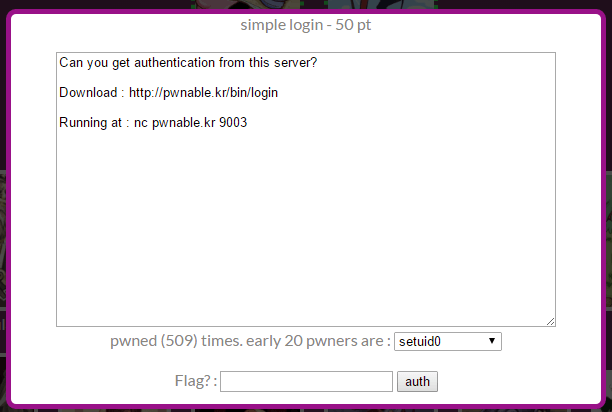 simple login - 50 pt
Can you get authentication from this server?
Download : http://pwnable.kr/bin/login
Running at : nc pwnable.kr 9003
pwned (509) times. early 20 pwners are : setuid0
Flag? : auth